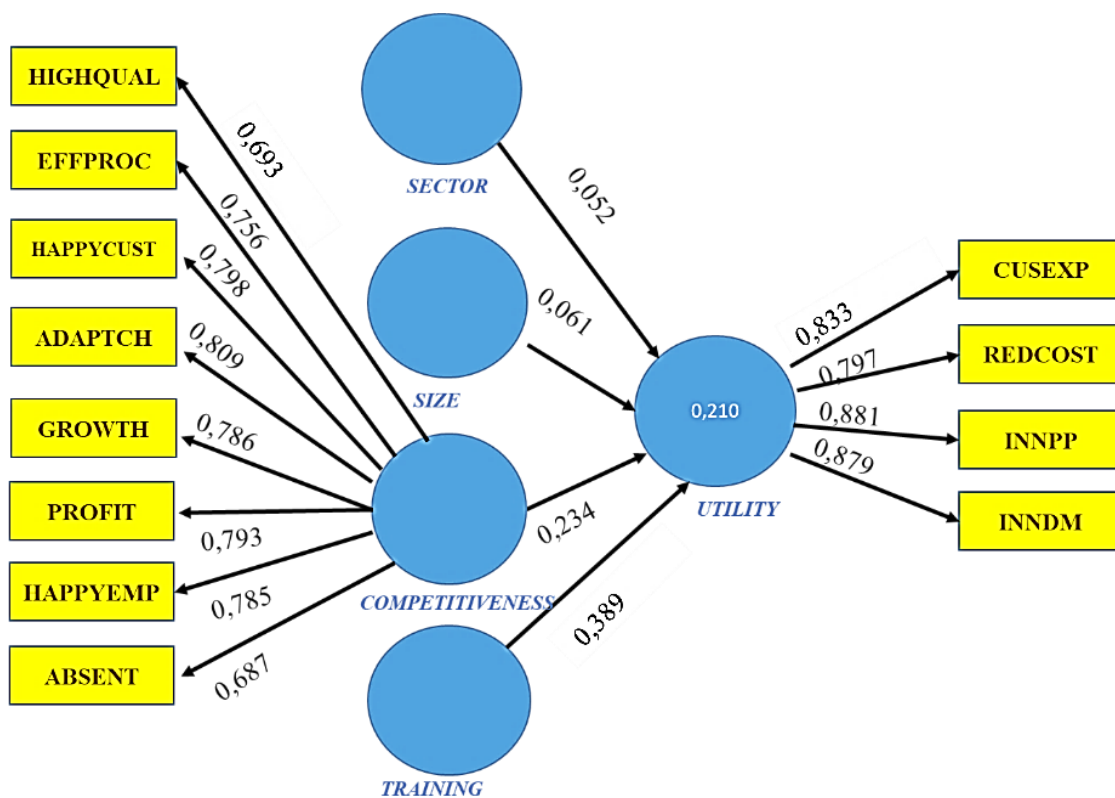 HIGHQUAL
EFFPROC
HAPPYCUST
ADAPTCH
GROWTH
PROFIT
HAPPYEMP
ABSENT
0,693
0,756
0,798
0,809
0,786
0,793
0,785
0,687
SECTOR
SIZE
COMPETITIVENESS
TRAINING
0,052
0,061
0,234
0,389
0,210
UTILITY
0,833
0,797
0,881
0,879
CUSEXP
REDCOST
INNPP
INNDM